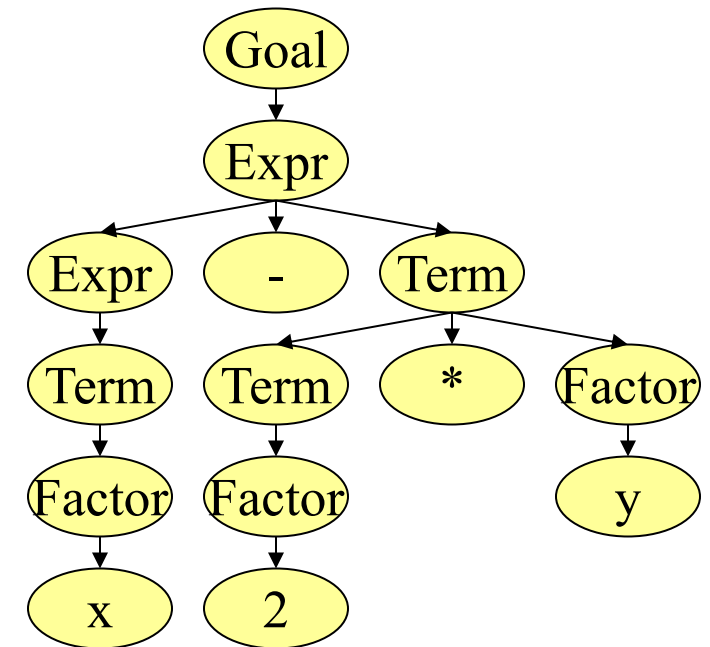 Goal
Expr
Expr - Term
Term Term * Factor
Factor Factor y
x 2